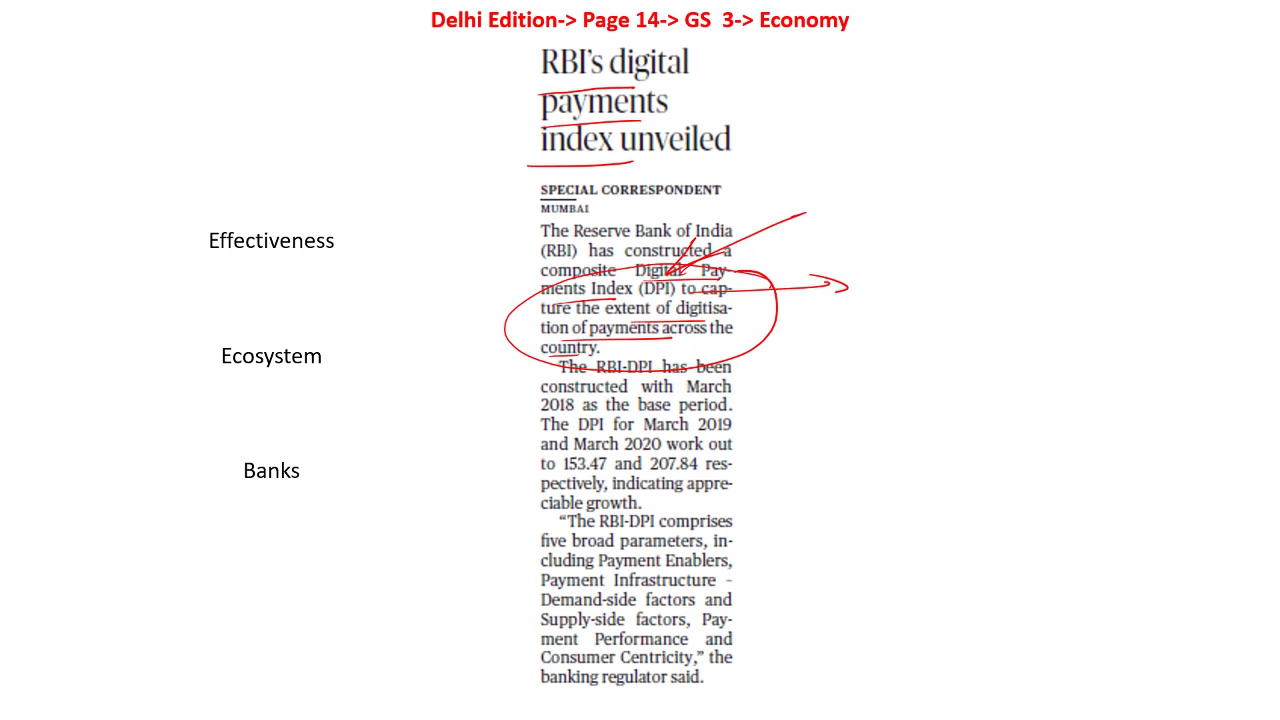 Delhi Edition-> Page 14-> GS  3-> Economy
RBI's digital
payments
index unveiled
SPECIAL CORRESPONDENT
MUMBAI
The Reserve Bank of India
(RBI) has constructed a
composite Digital Pay-
ments Index (DPI) to cap-
ture the extent of digitisa-
tion of payments across the
country.
The RBI-DPI has been
constructed with March
2018 as the base period.
The DPI for March 2019
and March 2020 work out
to 153.47 and 207.84 res-
pectively, indicating appre-
ciable growth.
“The RBI-DPI comprises
five broad parameters, in-
cluding Payment Enablers,
Payment Infrastructure –
Demand-side factors and
Supply-side factors, Pay-
ment Performance and
Consumer Centricity,” the
banking regulator said.
Effectiveness
Ecosystem
Banks